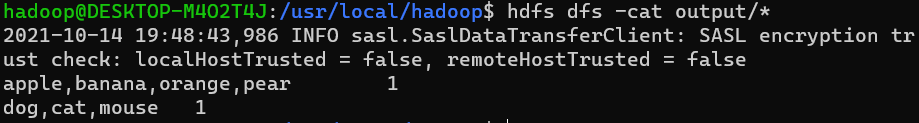 hadoop@DESKTOP-M4O2T4J:/usr/local/hadoop$ hdfs dfs -cat output/*
2021-10-14 19:48:43,986 INFO sasl.SaslDataTransferClient: SASL encryption tr
ust check: localHostTrusted = false, remoteHostTrusted = false
apple,banana,orange,pear        1
dog,cat,mouse   1